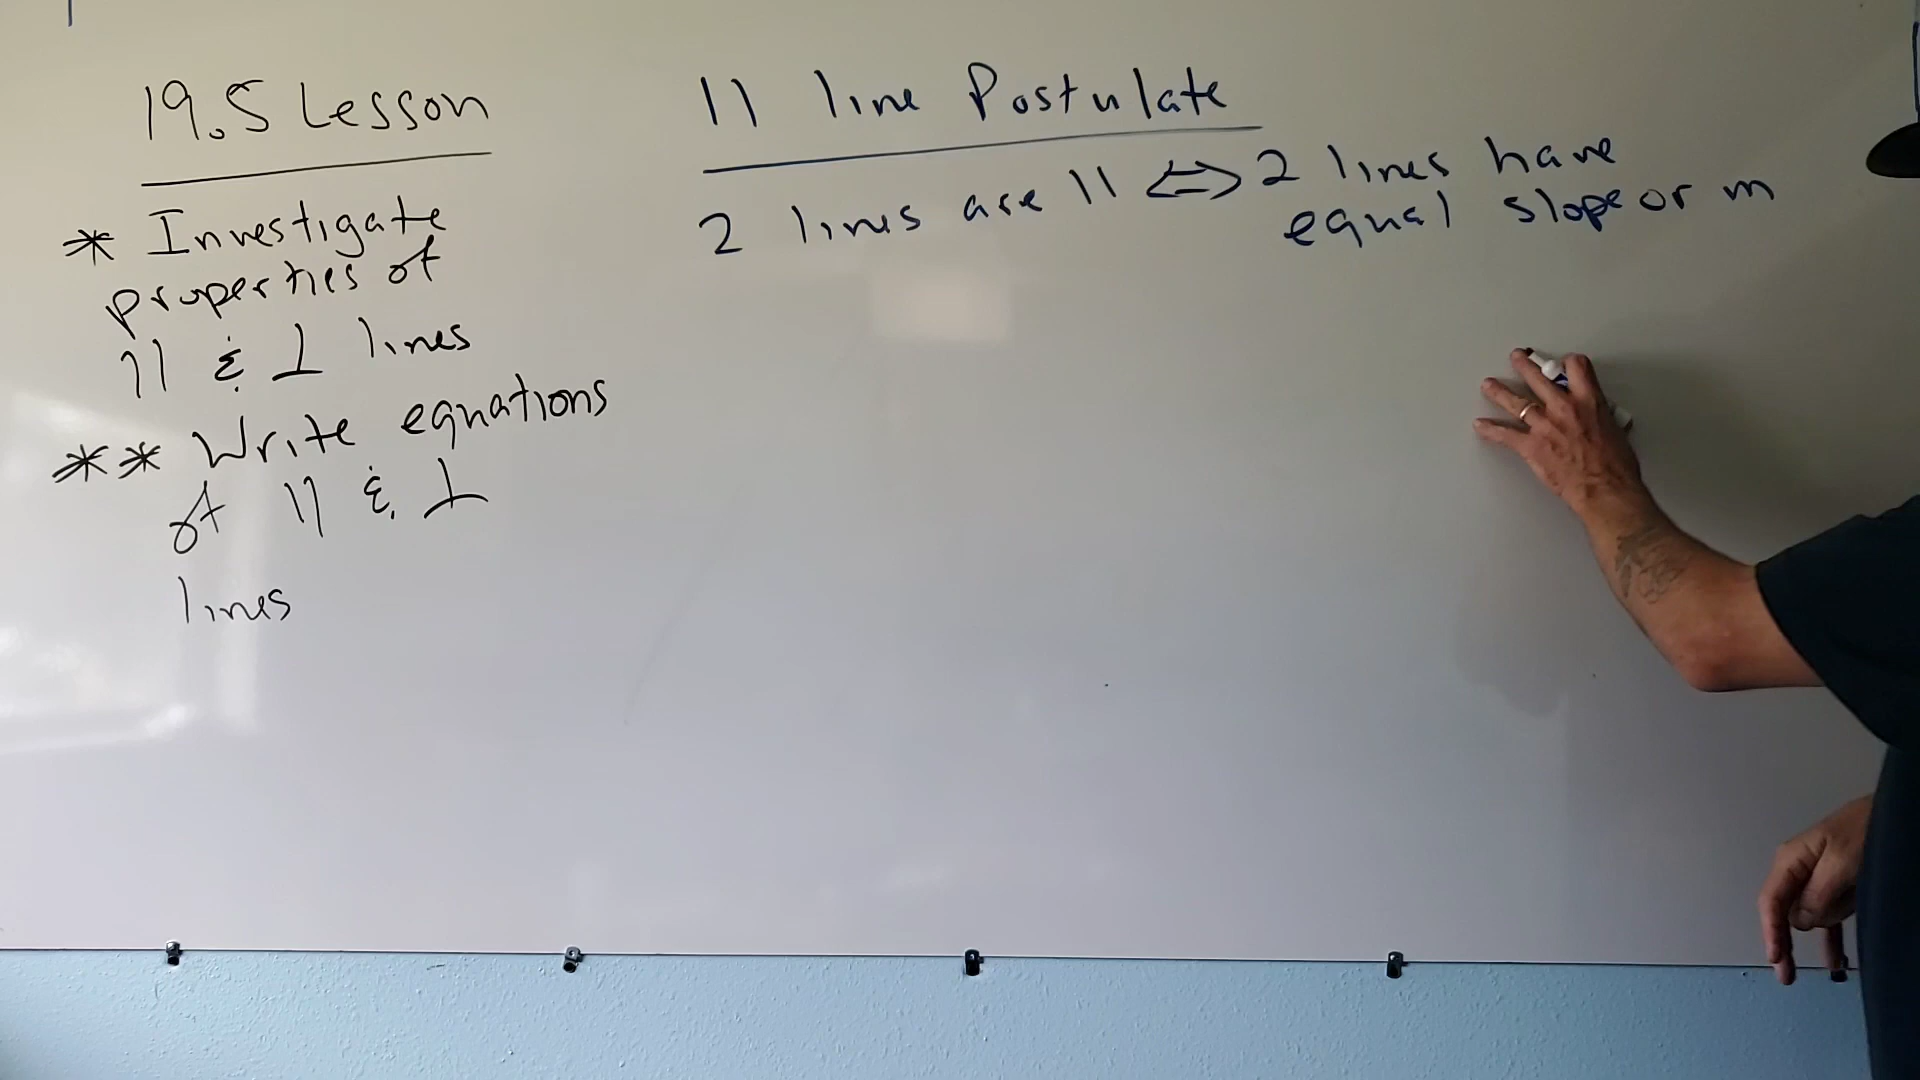 19.5 Lesson
* Investigate
properties of
|| & ⊥ lines
** Write equations
of || & ⊥
lines
|| line Postulate
2 lines are || <=> 2 lines have
equal slope or m